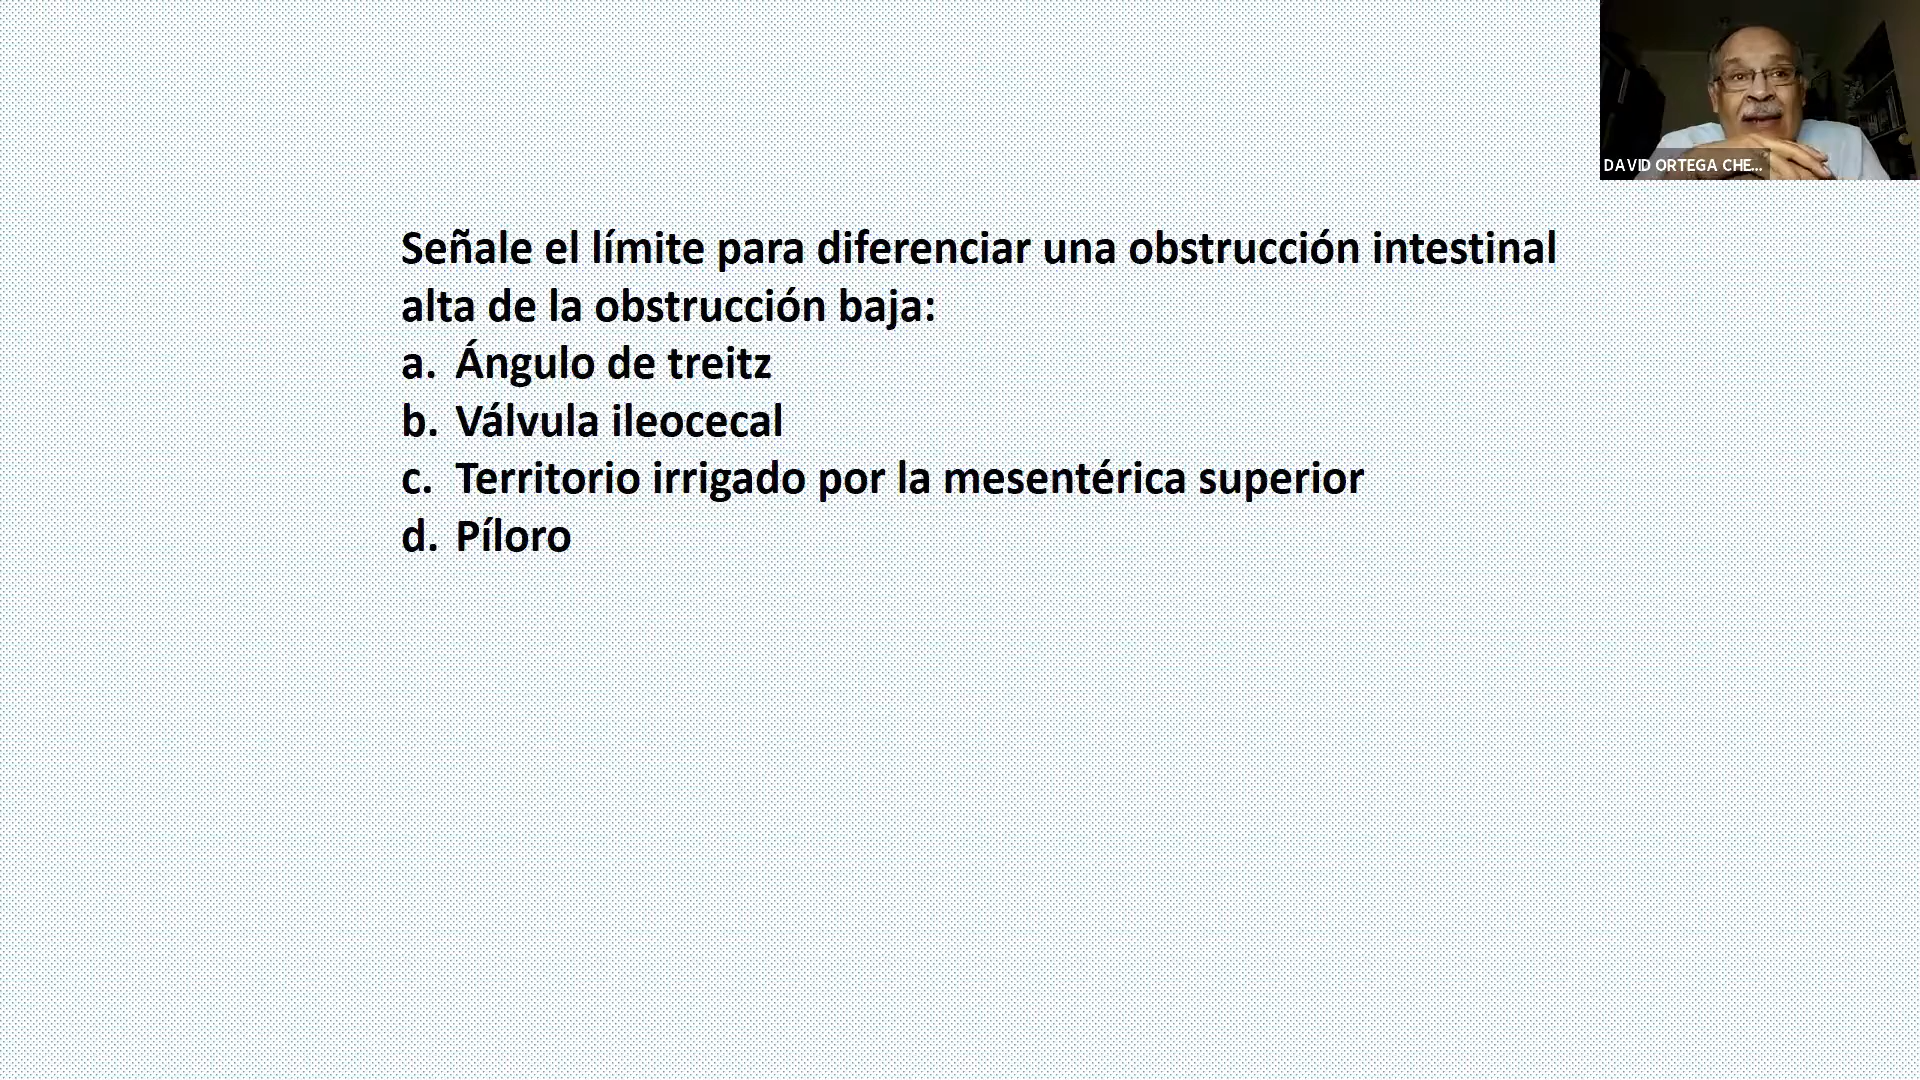 DAVID ORTEGA CHE...
Señale el límite para diferenciar una obstrucción intestinal
alta de la obstrucción baja:
a. Ángulo de treitz
b. Válvula ileocecal
c. Territorio irrigado por la mesentérica superior
d. Píloro